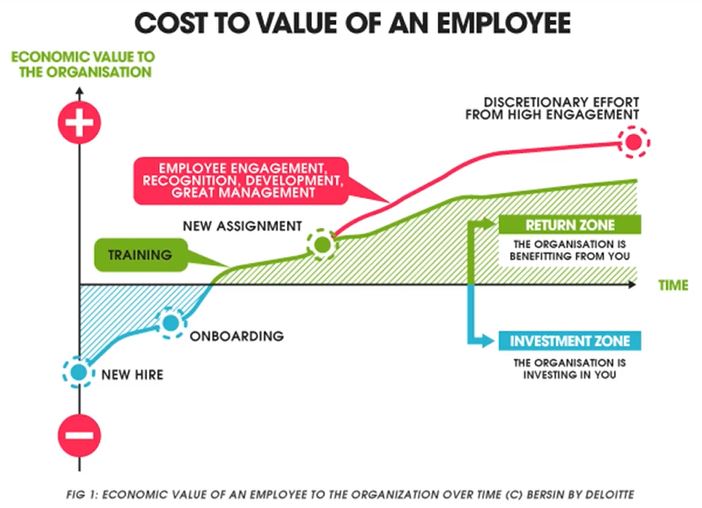 COST TO VALUE OF AN EMPLOYEE
ECONOMIC VALUE TO
THE ORGANISATION
DISCRETIONARY EFFORT
FROM HIGH ENGAGEMENT
EMPLOYEE ENGAGEMENT,
RECOGNITION, DEVELOPMENT,
GREAT MANAGEMENT
NEW ASSIGNMENT
RETURN ZONE
THE ORGANISATION IS
BENEFITTING FROM YOU
TRAINING
TIME
ONBOARDING
INVESTMENT ZONE
THE ORGANISATION IS
INVESTING IN YOU
NEW HIRE
FIG 1: ECONOMIC VALUE OF AN EMPLOYEE TO THE ORGANIZATION OVER TIME (C) BERSIN BY DELOITTE